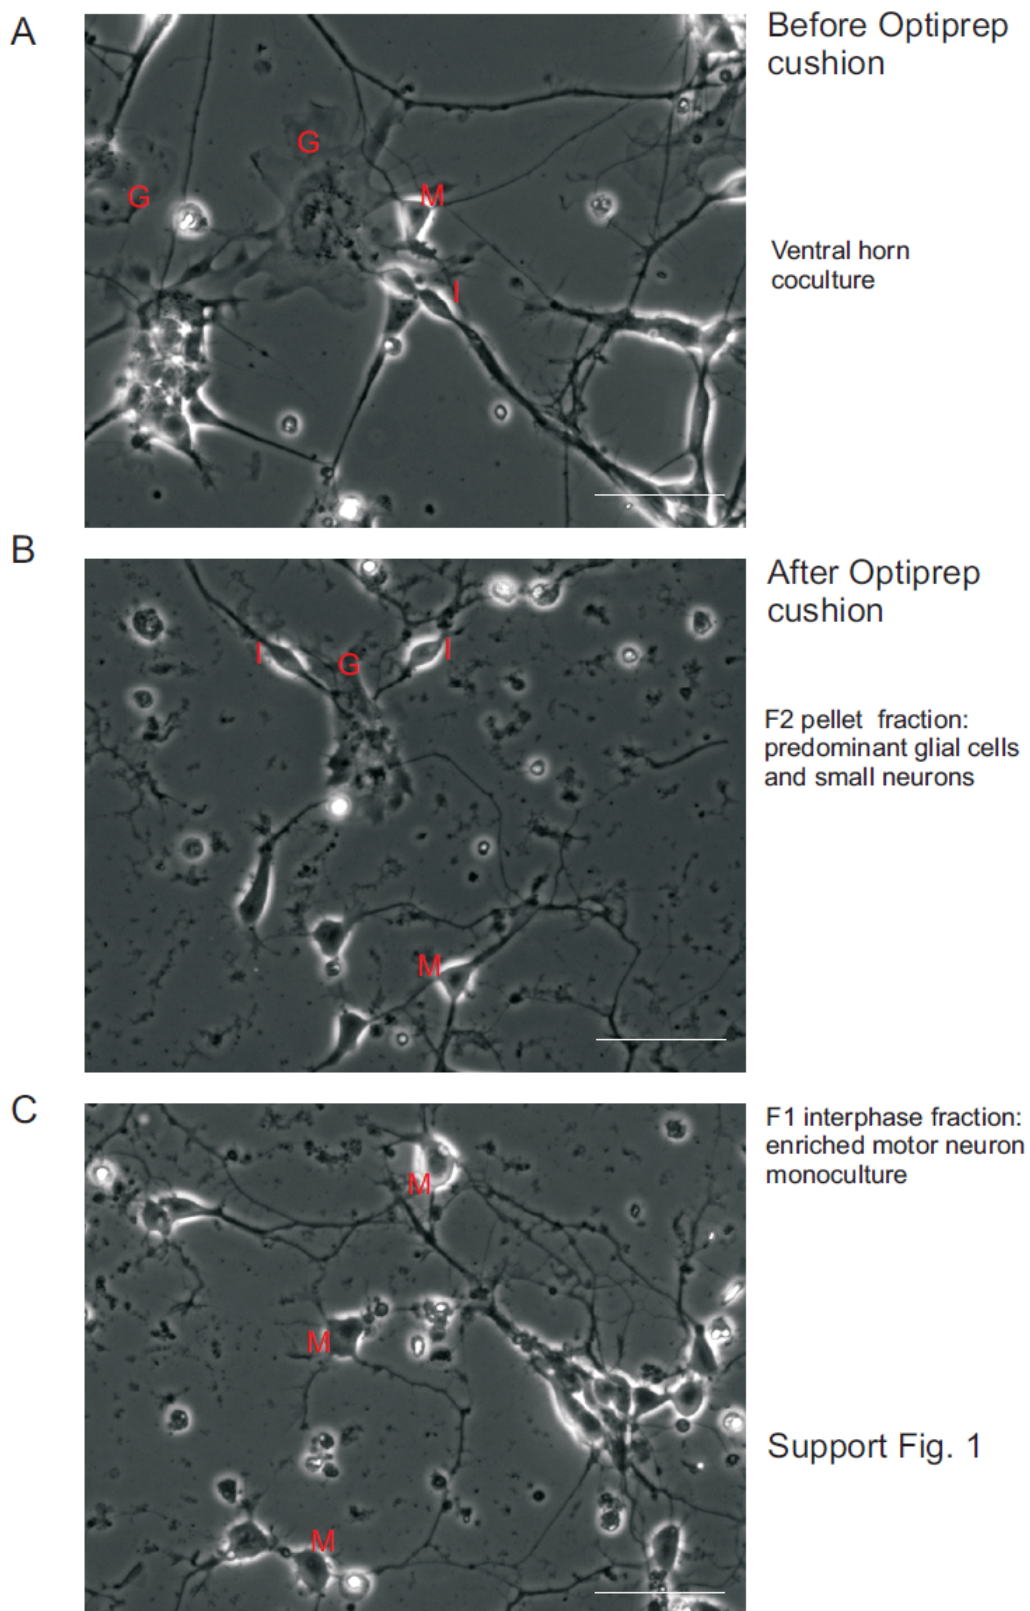 A
Before Optiprep
cushion
G
G
M
I
Ventral horn
coculture
B
After Optiprep
cushion
I
G
I
F2 pellet fraction:
predominant glial cells
and small neurons
M
C
F1 interphase fraction:
enriched motor neuron
monoculture
M
M
Support Fig. 1
M